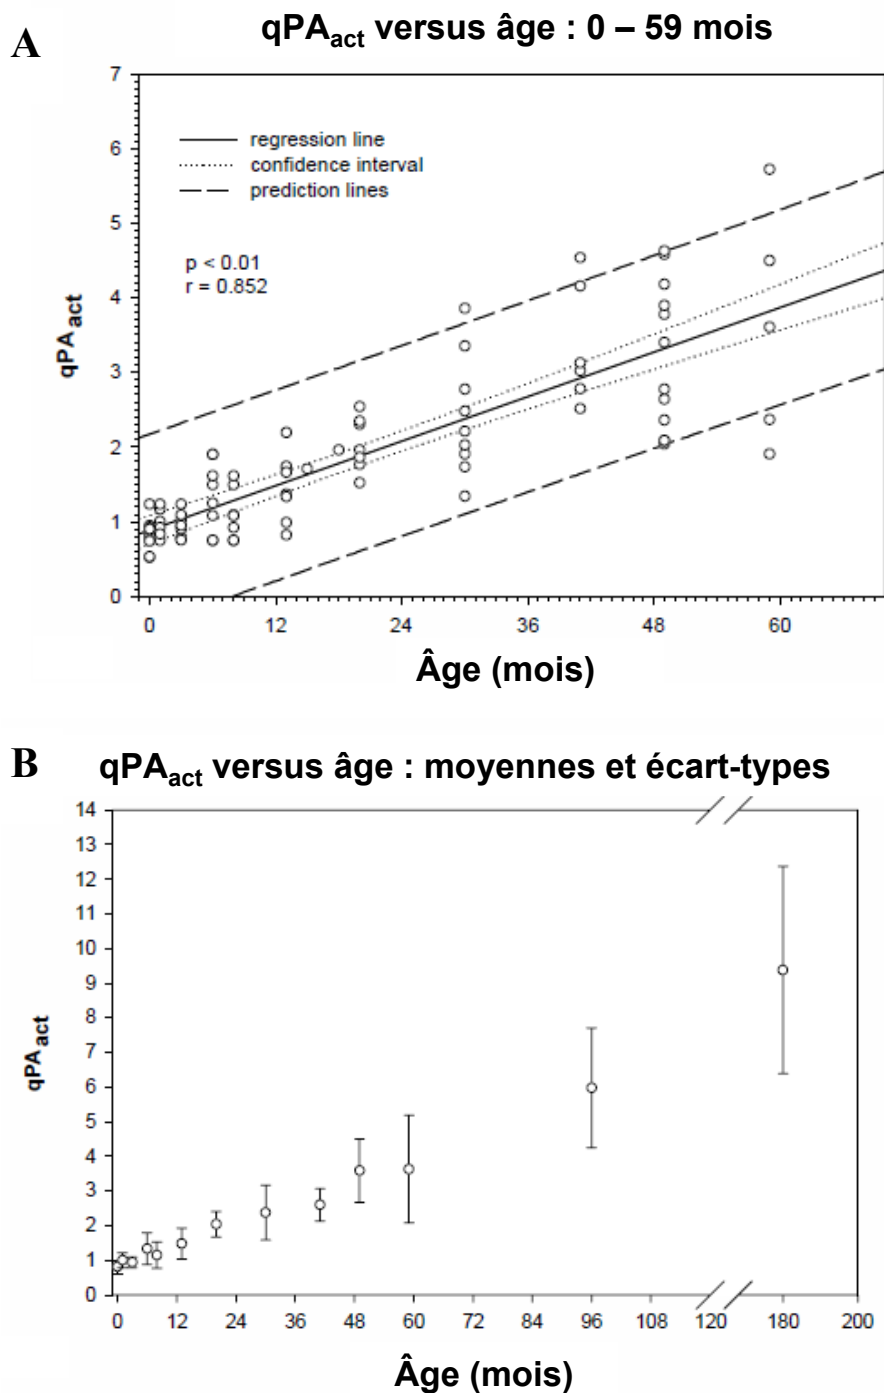 A
qPAact versus âge : 0 – 59 mois
7
6
5
4
3
2
1
0
qPAact
regression line
confidence interval
prediction lines
p < 0.01
r = 0.852
0 12 24 36 48 60
Âge (mois)
B
qPAact versus âge : moyennes et écart-types
14
13
12
11
10
9
8
7
6
5
4
3
2
1
0
qPAact
0 12 24 36 48 60 72 84 96 108 120 180 200
Âge (mois)